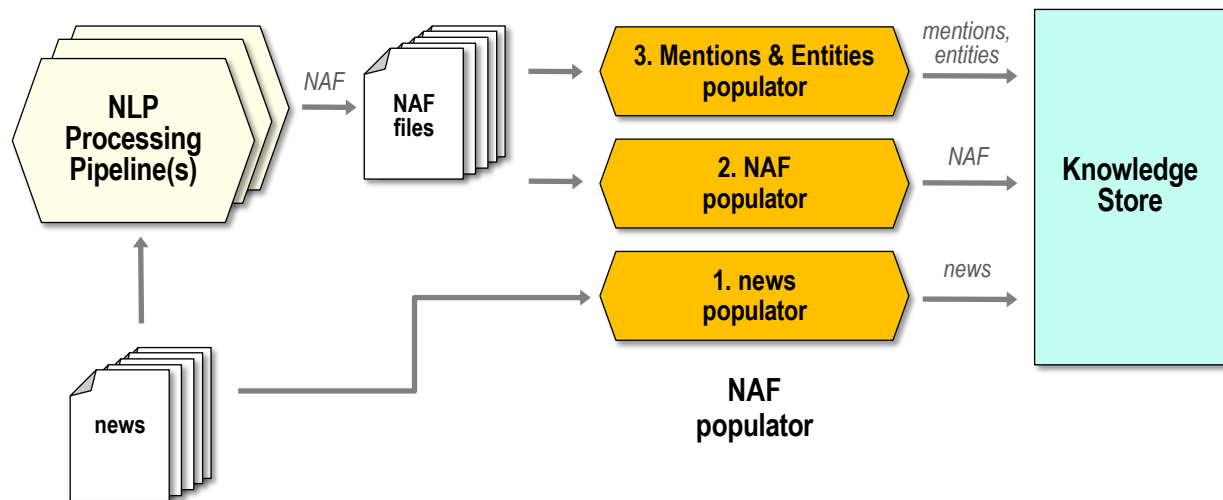 NLP
Processing
Pipeline(s)
NAF
NAF
files
3. Mentions & Entities
populator
mentions,
entities
2. NAF
populator
NAF
Knowledge
Store
1. news
populator
news
news
NAF
populator